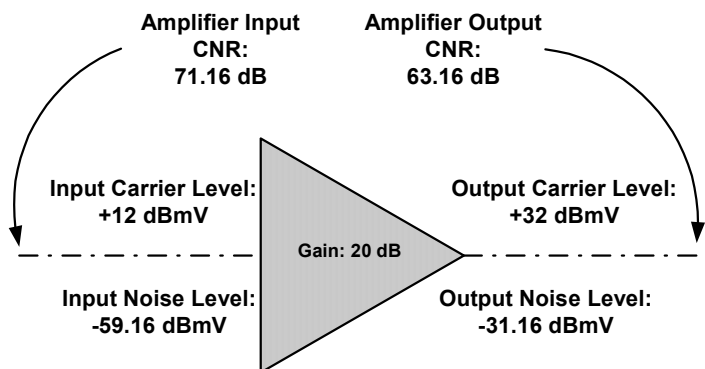 Amplifier Input
CNR:
71.16 dB
Amplifier Output
CNR:
63.16 dB
Input Carrier Level:
+12 dBmV
Output Carrier Level:
+32 dBmV
Gain: 20 dB
Input Noise Level:
-59.16 dBmV
Output Noise Level:
-31.16 dBmV